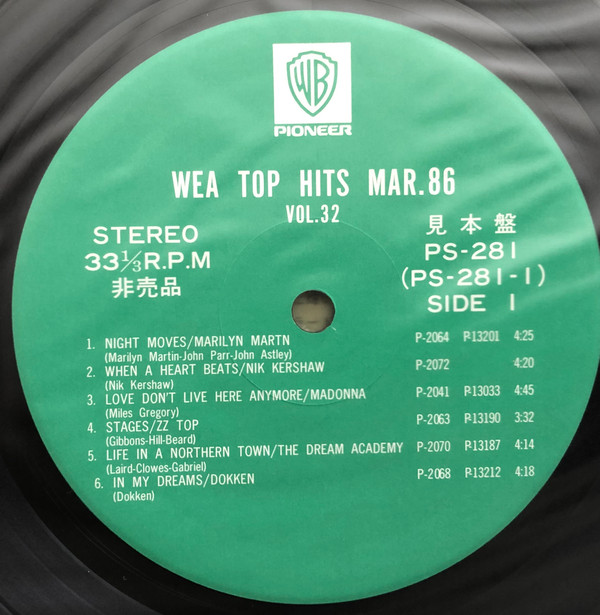 WB
PIONEER
WEA TOP HITS MAR.86
VOL.32
STEREO
33⅓R.P.M
非売品
見本盤
PS-281
(PS-281-1)
SIDE 1
1. NIGHT MOVES/MARILYN MARTN P-2064 P-13201 4:25
(Marilyn Martin-John Parr-John Astley)
2. WHEN A HEART BEATS/NIK KERSHAW P-2072 4:20
(Nik Kershaw)
3. LOVE DON'T LIVE HERE ANYMORE/MADONNA P-2041 P-13033 4:45
(Miles Gregory)
4. STAGES/ZZ TOP P-2063 P-13190 3:32
(Gibbons-Hill-Beard)
5. LIFE IN A NORTHERN TOWN/THE DREAM ACADEMY P-2070 P-13187 4:14
(Laird-Clowes-Gabriel)
6. IN MY DREAMS/DOKKEN P-2068 P-13212 4:18
(Dokken)